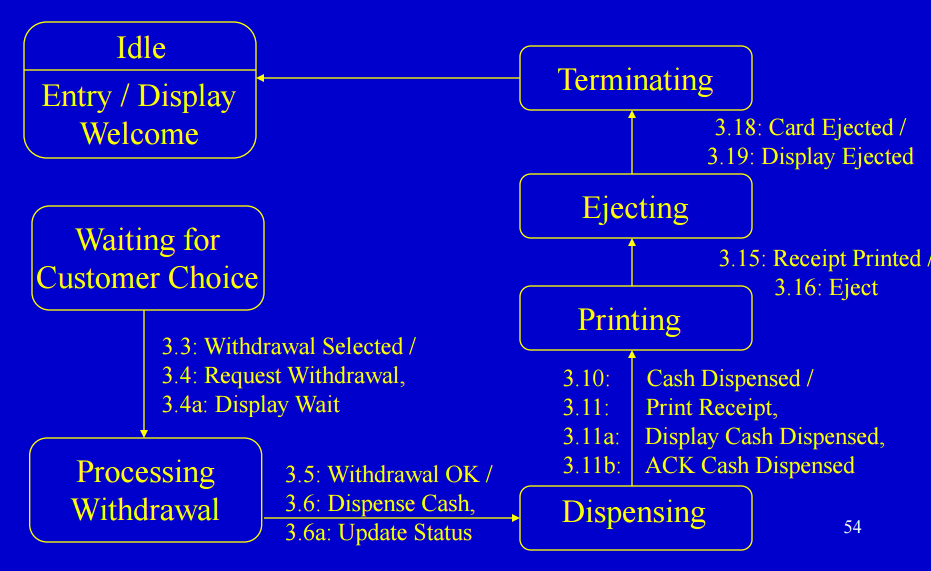 Idle
Entry / Display
Welcome
Terminating
3.18: Card Ejected /
3.19: Display Ejected
Ejecting
Waiting for
Customer Choice
3.15: Receipt Printed /
3.16: Eject
Printing
3.3: Withdrawal Selected /
3.4: Request Withdrawal,
3.4a: Display Wait
3.10: Cash Dispensed /
3.11: Print Receipt,
3.11a: Display Cash Dispensed,
3.11b: ACK Cash Dispensed
Processing
Withdrawal
3.5: Withdrawal OK /
3.6: Dispense Cash,
3.6a: Update Status
Dispensing
54